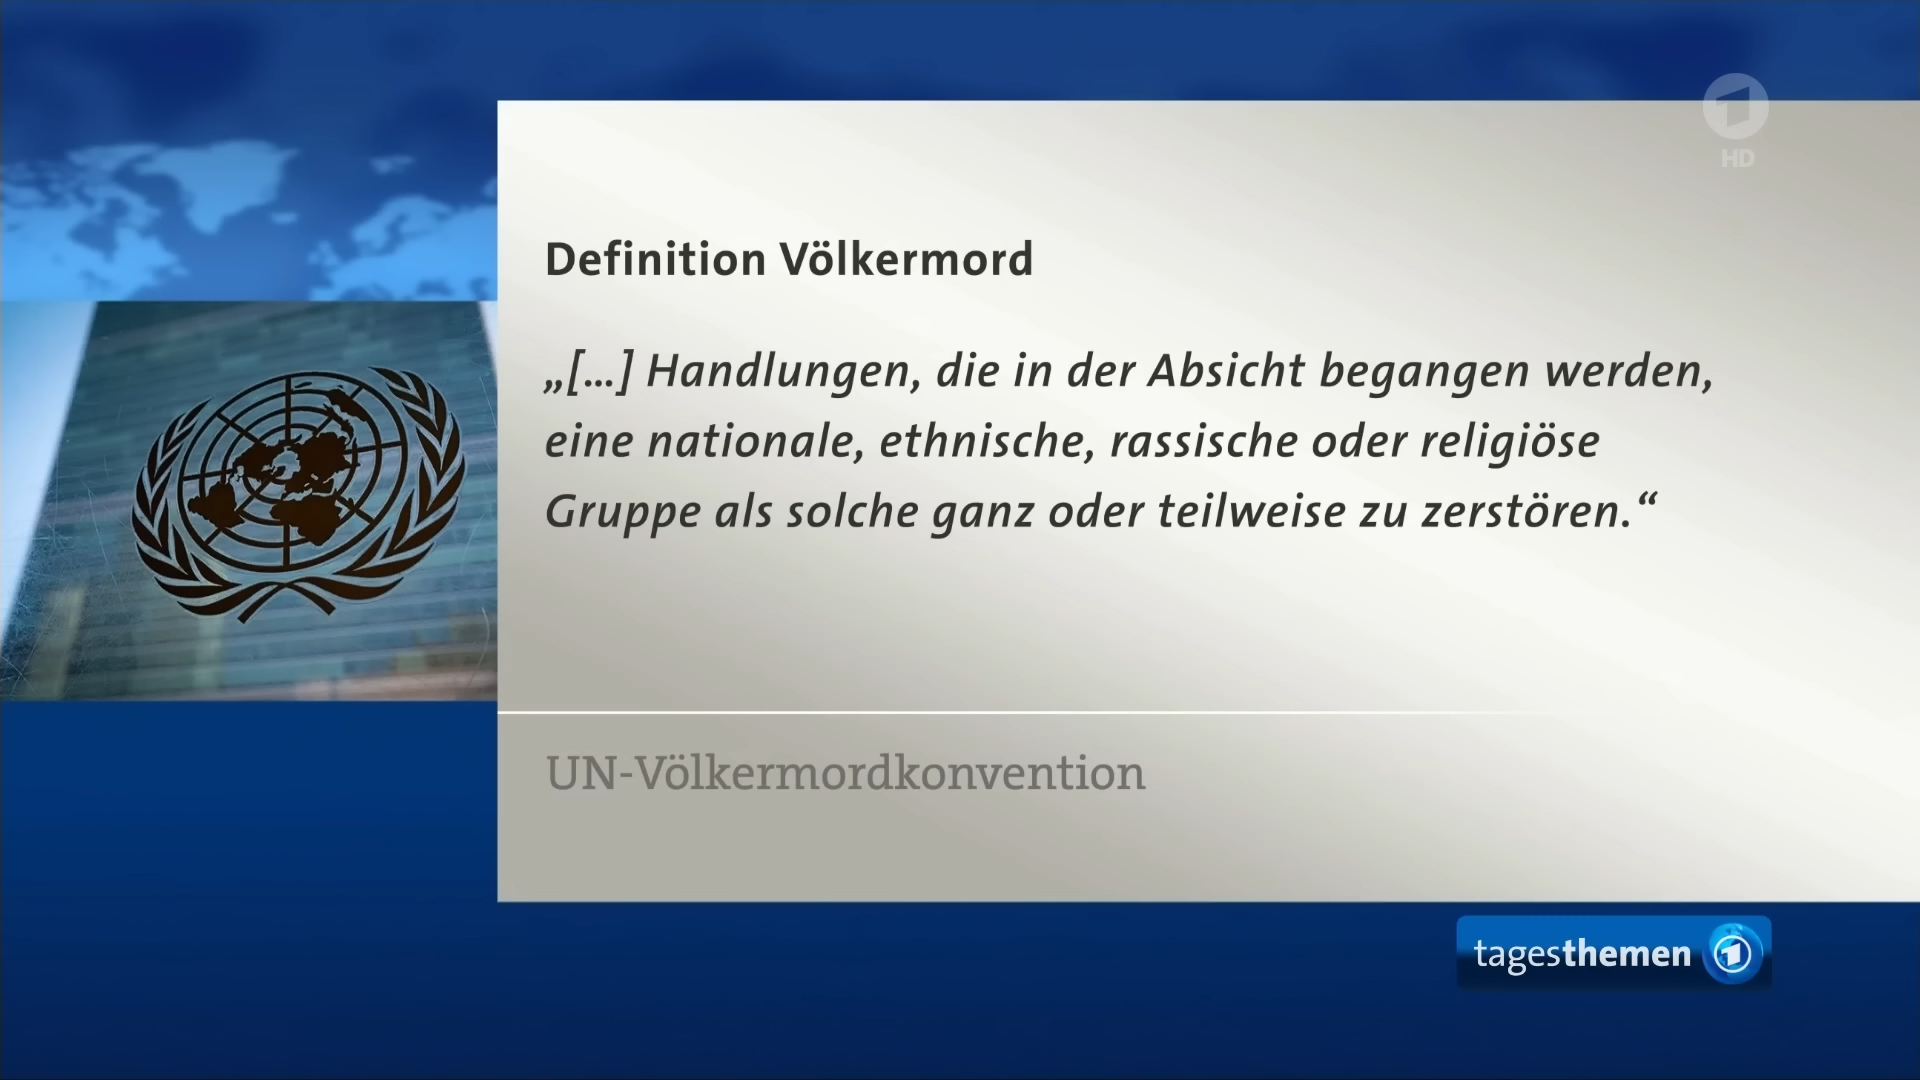 HD
Definition Völkermord
„[...] Handlungen, die in der Absicht begangen werden,
eine nationale, ethnische, rassische oder religiöse
Gruppe als solche ganz oder teilweise zu zerstören.“
UN-Völkermordkonvention
tagesthemen 1